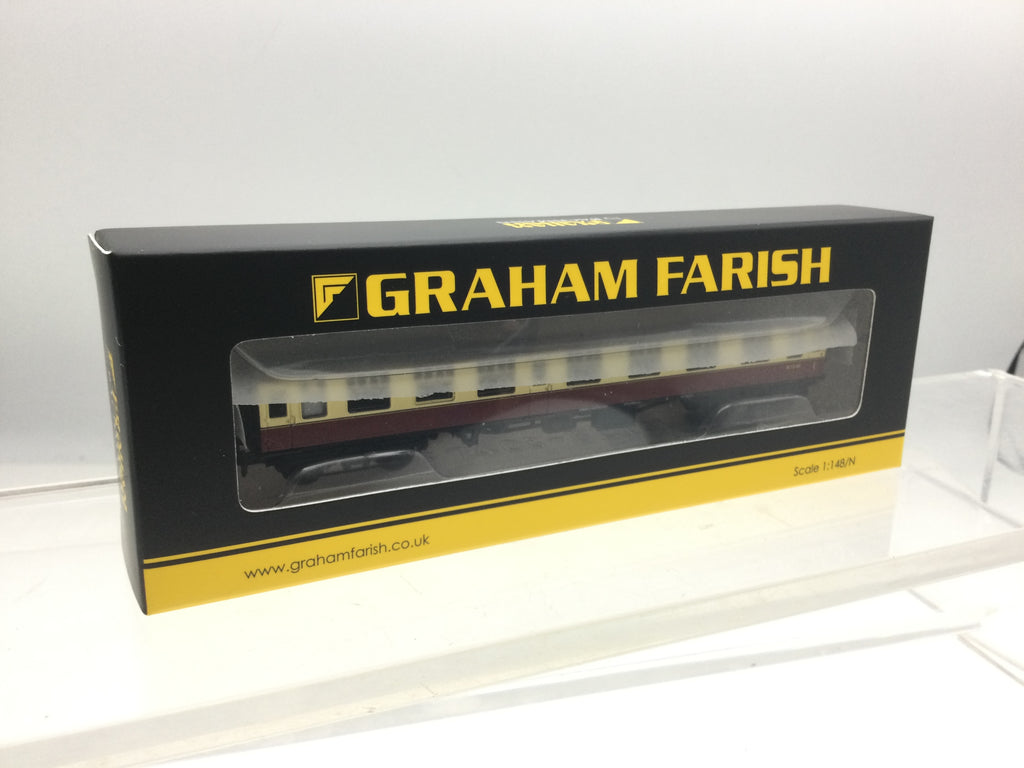 GRAHAM FARISH
Scale 1:148/N
www.grahamfarish.co.uk